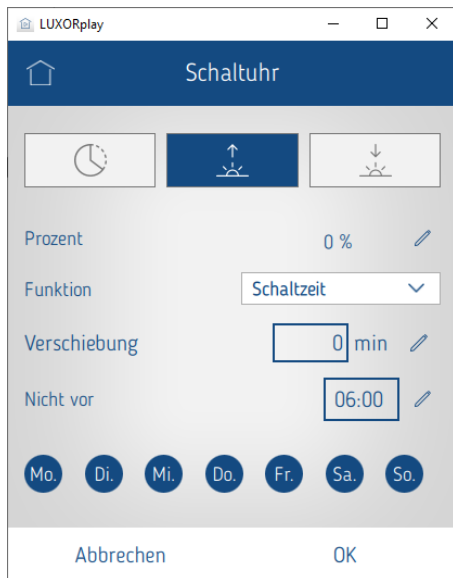 LUXORplay
Schaltuhr
Prozent 0 %
Funktion Schaltzeit
Verschiebung 0 min
Nicht vor 06:00
Mo. Di. Mi. Do. Fr. Sa. So.
Abbrechen OK